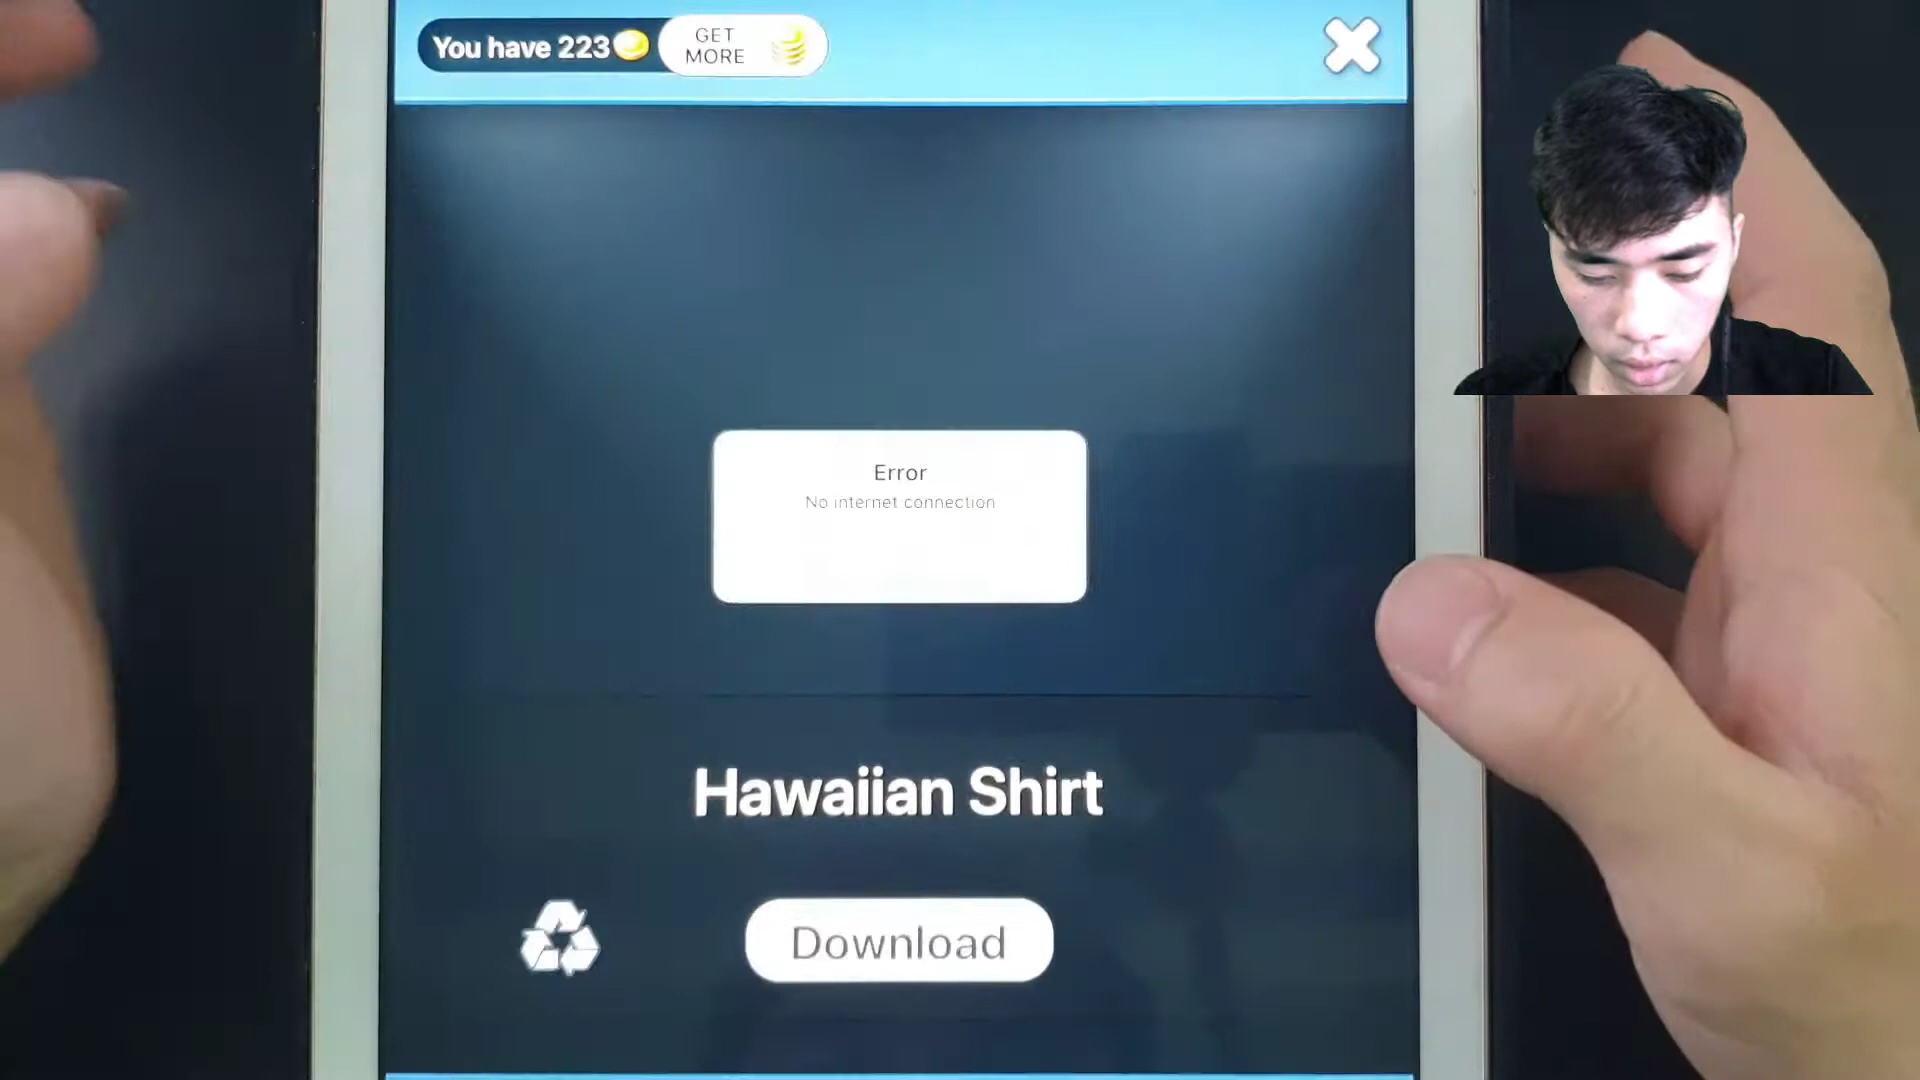 You have 223
GET
MORE
Error
No internet connection
Hawaiian Shirt
Download